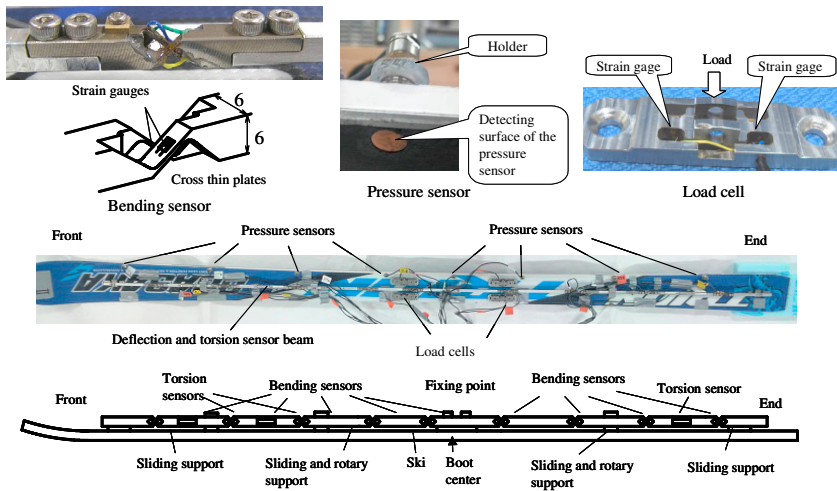 Strain gauges
6
6
Cross thin plates
Bending sensor
Holder
Detecting
surface of the
pressure
sensor
Pressure sensor
Load
Strain gage
Strain gage
Load cell
Front
Pressure sensors
Pressure sensors
End
Deflection and torsion sensor beam
Load cells
Front
Torsion
sensors
Bending sensors
Fixing point
Bending sensors
Torsion sensor
End
Sliding support
Sliding and rotary
support
Ski
Boot
center
Sliding and rotary
support
Sliding support